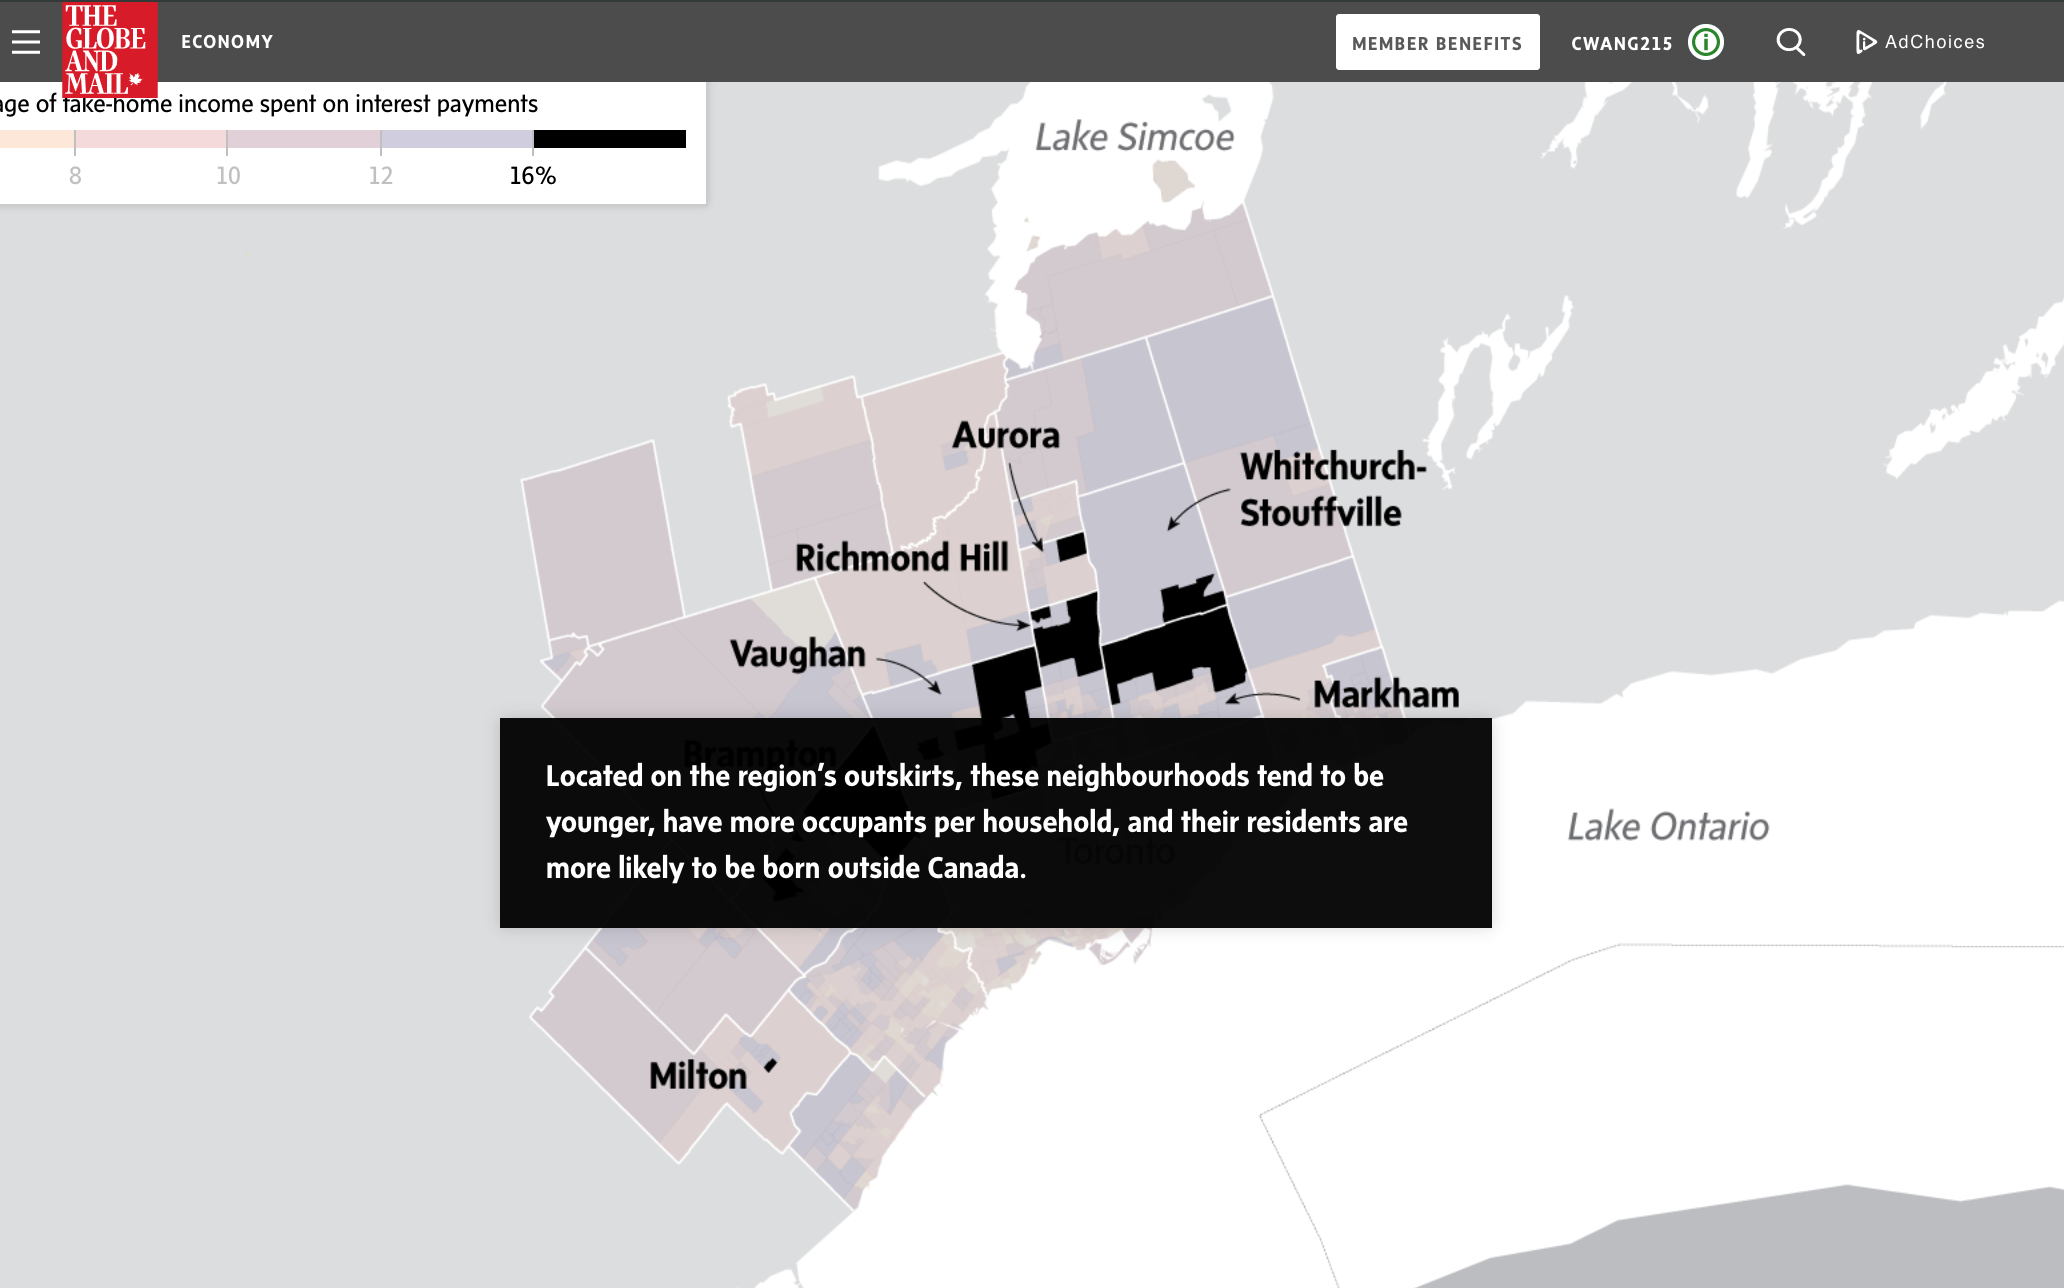 THE
GLOBE
AND
MAIL
ECONOMY
MEMBER BENEFITS
CWANG215
AdChoices
age of take-home income spent on interest payments
8
10
12
16%
Lake Simcoe
Aurora
Whitchurch-
Stouffville
Richmond Hill
Vaughan
Markham
Brampton
Located on the region's outskirts, these neighbourhoods tend to be
younger, have more occupants per household, and their residents are
more likely to be born outside Canada.
Toronto
Lake Ontario
Milton